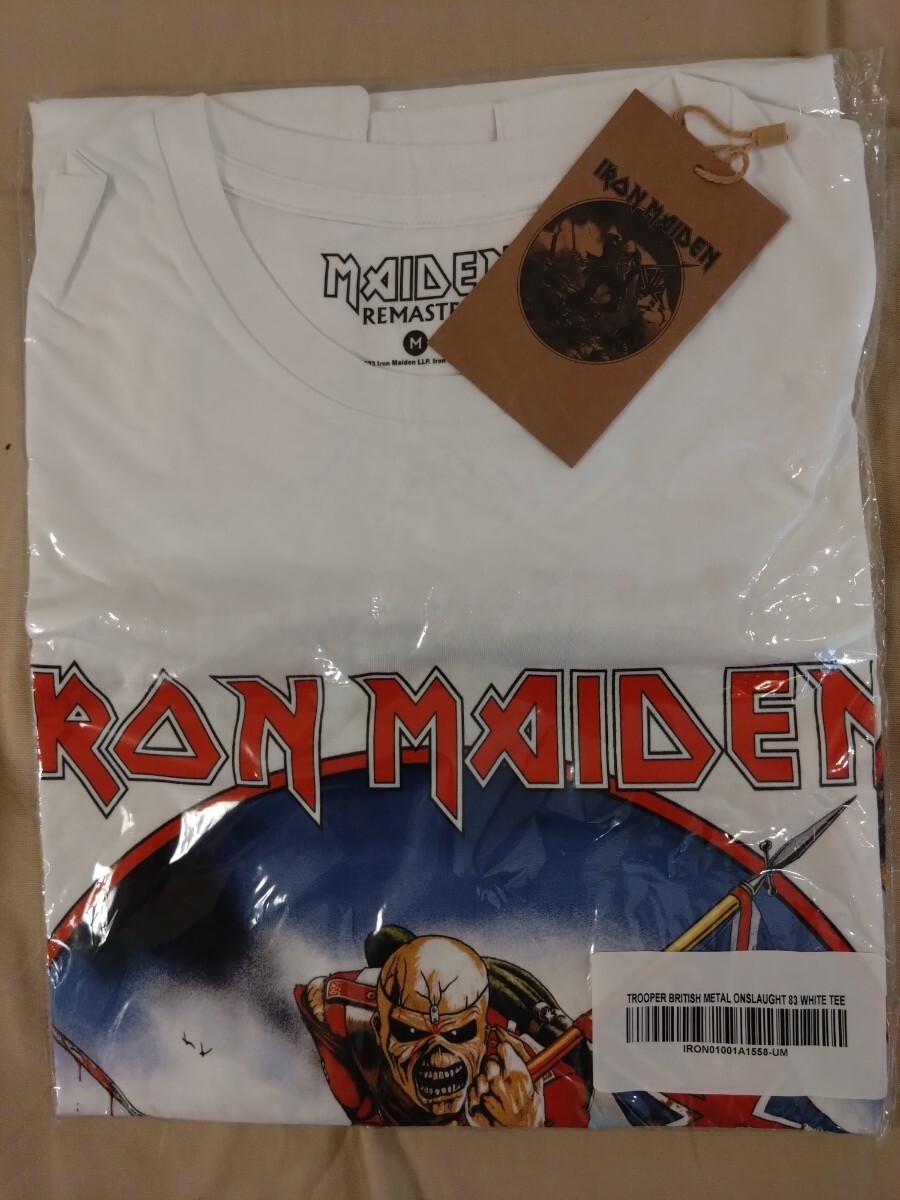 IRON MAIDEN
MAIDEN
REMASTE
M
Iron Maiden LLP. Iron
IRON MAIDEN
TROOPER BRITISH METAL ONSLAUGHT 83 WHITE TEE
IRON01001A1558-UM